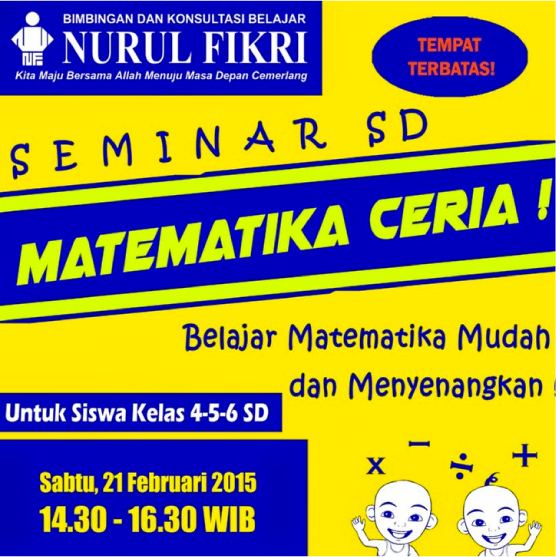 BIMBINGAN DAN KONSULTASI BELAJAR
NURUL FIKRI
Kita Maju Bersama Allah Menuju Masa Depan Cemerlang
NF
TEMPAT
TERBATAS!
SEMINAR SD
MATEMATIKA CERIA !
Belajar Matematika Mudah
dan Menyenangkan !
Untuk Siswa Kelas 4-5-6 SD
Sabtu, 21 Februari 2015
14.30 - 16.30 WIB
x - ÷ +